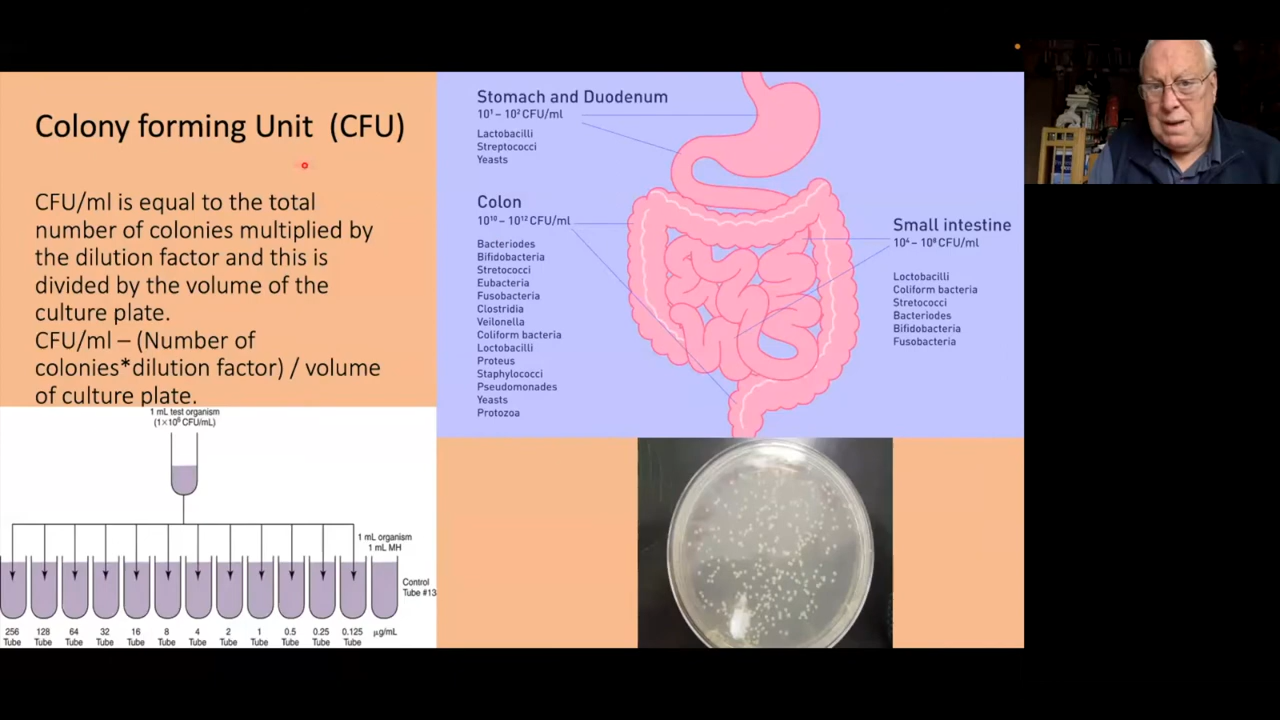 Colony forming Unit (CFU)
CFU/ml is equal to the total
number of colonies multiplied by
the dilution factor and this is
divided by the volume of the
culture plate.
CFU/ml – (Number of
colonies*dilution factor) / volume
of culture plate.
Stomach and Duodenum
10¹ – 10² CFU/ml
Lactobacilli
Streptococci
Yeasts
Colon
10¹⁰ – 10¹² CFU/ml
Bacteriodes
Bifidobacteria
Stretococci
Eubacteria
Fusobacteria
Clostridia
Veilonella
Coliform bacteria
Loctobacilli
Proteus
Staphylococci
Pseudomonades
Yeasts
Protozoa
Small intestine
10⁴ – 10⁸ CFU/ml
Loctobacilli
Coliform bacteria
Stretococci
Bacteriodes
Bifidobacteria
Fusobacteria
1 mL test organism
(1×10⁶ CFU/mL)
1 mL organism
1 mL MH
Control
Tube #13
256 128 64 32 16 8 4 2 1 0.5 0.25 0.125 µg/mL
Tube Tube Tube Tube Tube Tube Tube Tube Tube Tube Tube Tube